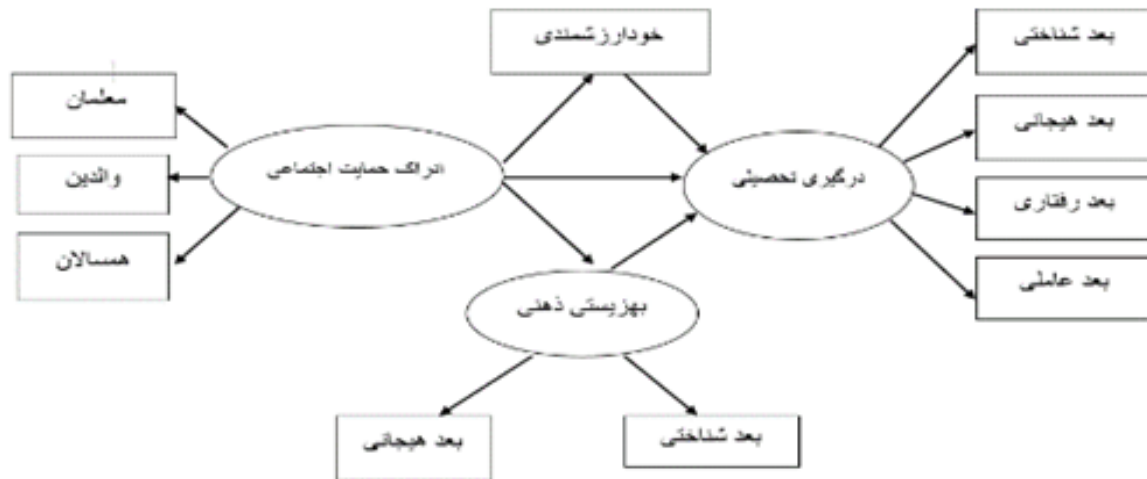 خودارزشمندی
بعد شناختی
معلمان
بعد هیجانی
والدین
ادراک حمایت اجتماعی
درگیری تحصیلی
بعد رفتاری
همسالان
بعد عاملی
بهزیستی ذهنی
بعد هیجانی
بعد شناختی